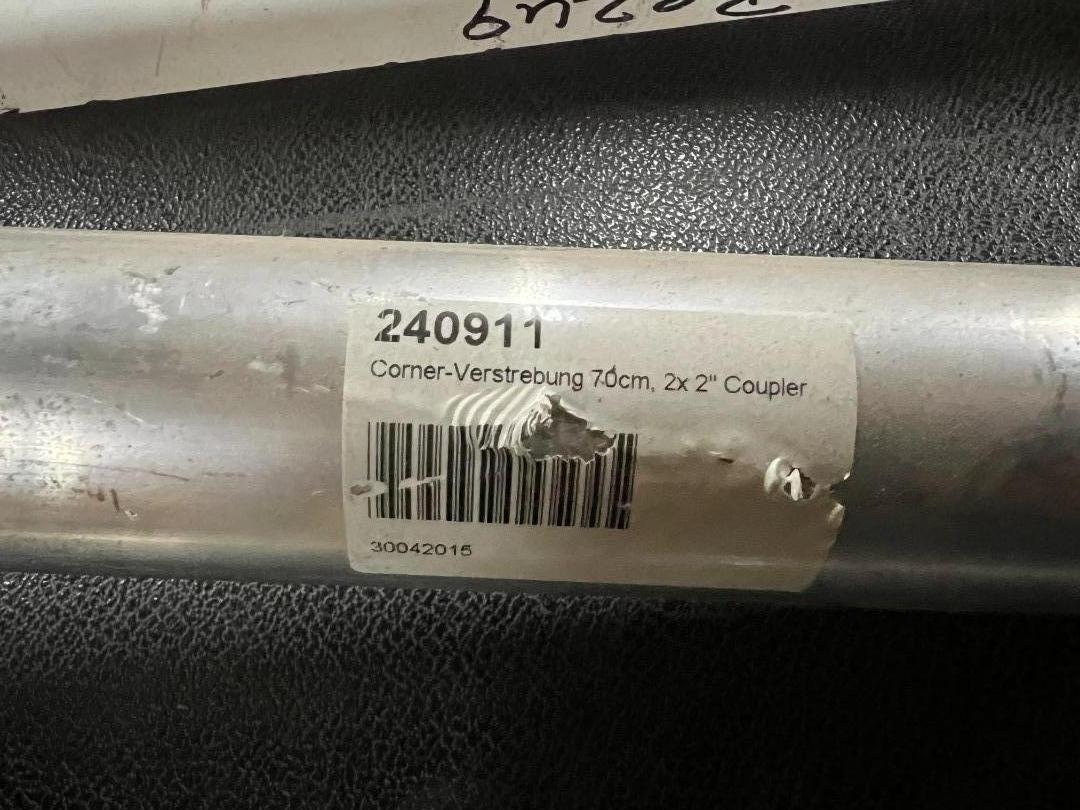 240911
Corner-Verstrebung 70cm, 2x 2" Coupler
30042015